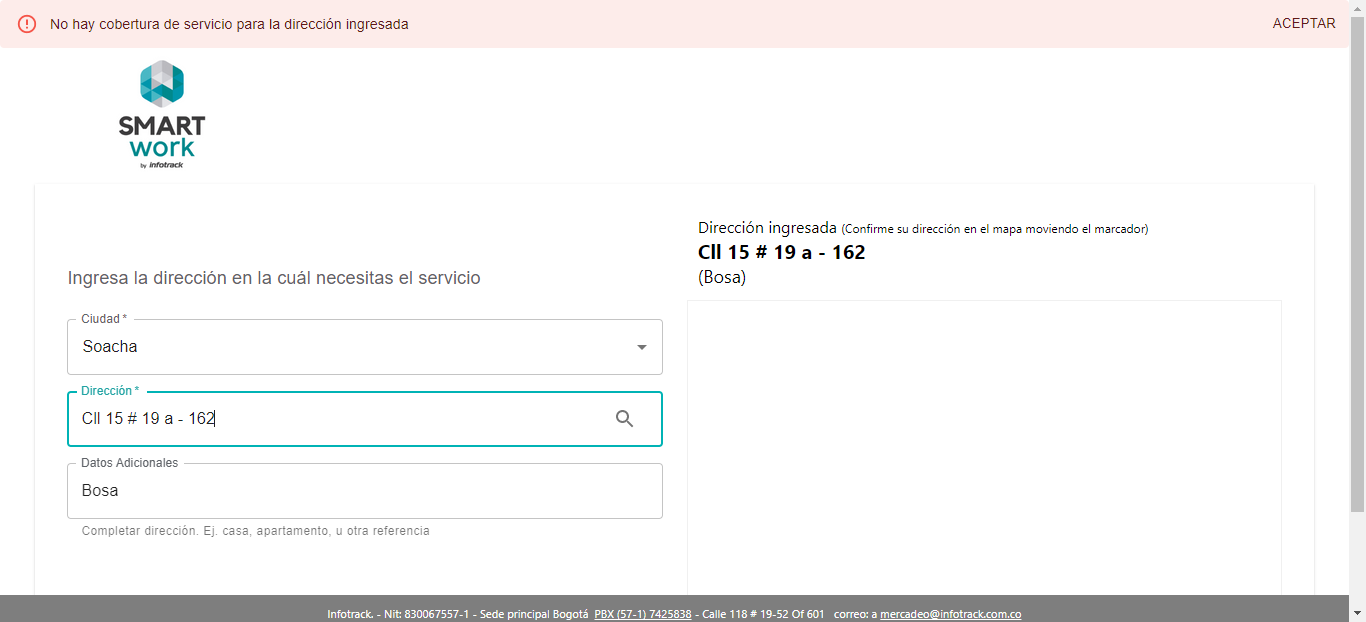 No hay cobertura de servicio para la dirección ingresada
ACEPTAR
SMART
work
by infotrack
Dirección ingresada (Confirme su dirección en el mapa moviendo el marcador)
Cll 15 # 19 a - 162
(Bosa)
Ingresa la dirección en la cuál necesitas el servicio
Ciudad *
Soacha
Dirección *
Cll 15 # 19 a - 162
Datos Adicionales
Bosa
Completar direcciòn. Ej. casa, apartamento, u otra referencia
Infotrack. - Nit: 830067557-1 - Sede principal Bogotá PBX (57-1) 7425838 - Calle 118 # 19-52 Of 601 correo: a mercadeo@infotrack.com.co